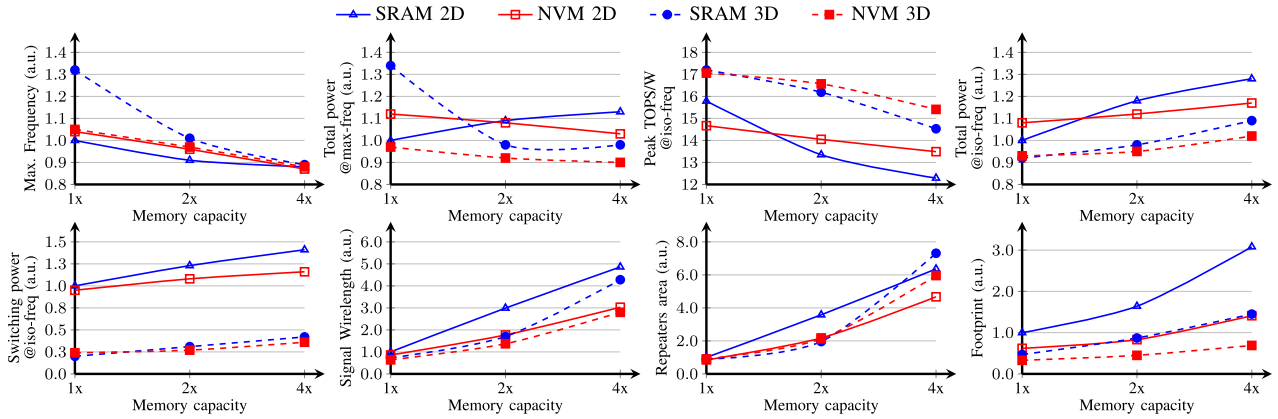 SRAM 2D NVM 2D SRAM 3D NVM 3D
Max. Frequency (a.u.)
1.4
1.3
1.2
1.1
1.0
0.9
0.8
1x 2x 4x
Memory capacity
Total power
@max-freq (a.u.)
1.4
1.3
1.2
1.1
1.0
0.9
0.8
1x 2x 4x
Memory capacity
Peak TOPS/W
@iso-freq
18
17
16
15
14
13
12
1x 2x 4x
Memory capacity
Total power
@iso-freq (a.u.)
1.4
1.3
1.2
1.1
1.0
0.9
0.8
1x 2x 4x
Memory capacity
Switching power
@iso-freq (a.u.)
1.5
1.3
1.0
0.8
0.5
0.3
0.0
1x 2x 4x
Memory capacity
Signal Wirelength (a.u.)
6.0
5.0
4.0
3.0
2.0
1.0
0.0
1x 2x 4x
Memory capacity
Repeaters area (a.u.)
8.0
6.0
4.0
2.0
0.0
1x 2x 4x
Memory capacity
Footprint (a.u.)
3.0
2.0
1.0
0.0
1x 2x 4x
Memory capacity